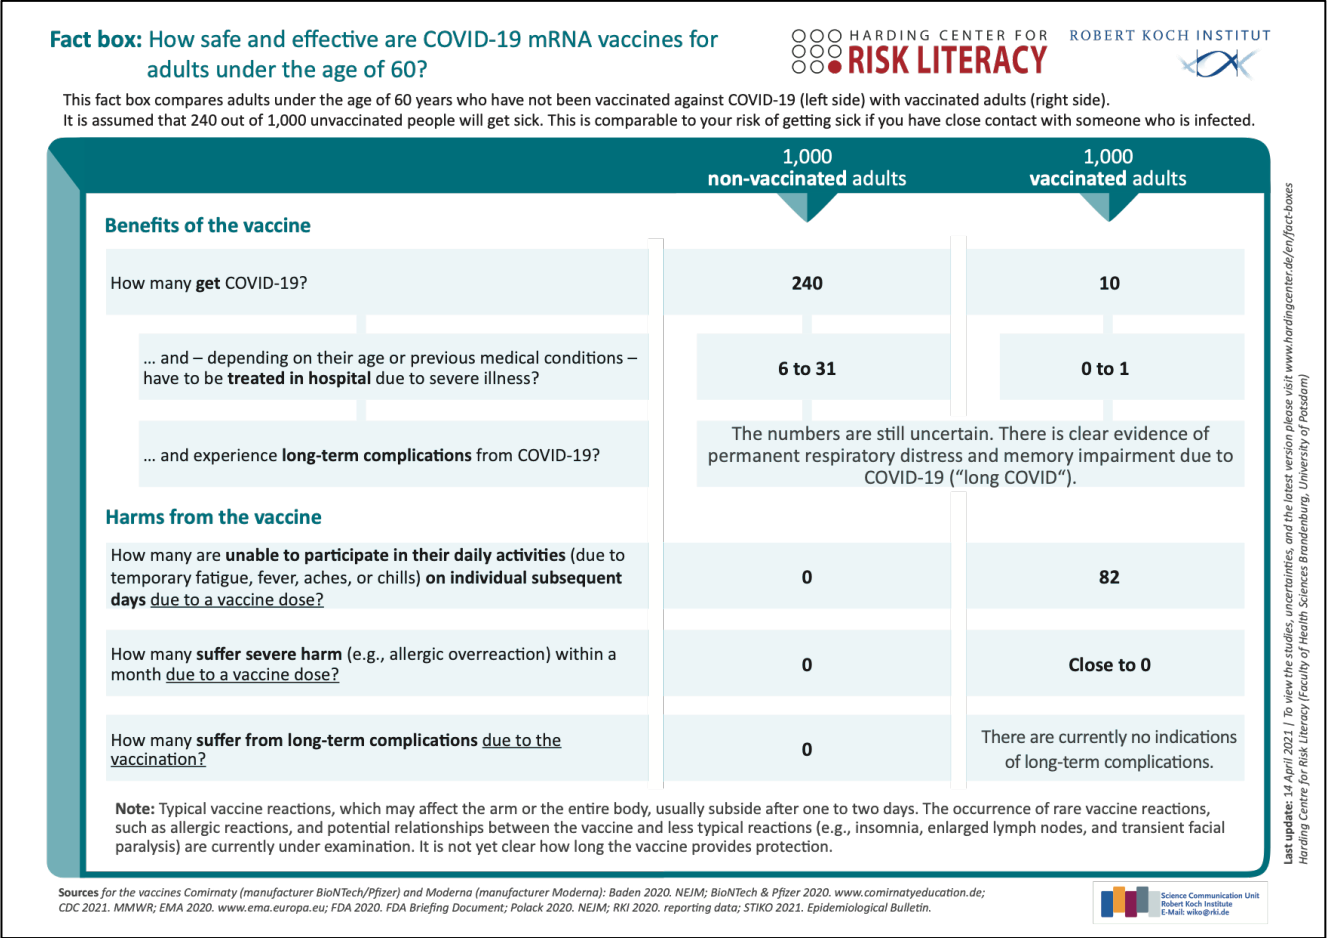 Fact box: How safe and effective are COVID-19 mRNA vaccines for
adults under the age of 60?
HARDING CENTER FOR
RISK LITERACY
ROBERT KOCH INSTITUT
This fact box compares adults under the age of 60 years who have not been vaccinated against COVID-19 (left side) with vaccinated adults (right side).
It is assumed that 240 out of 1,000 unvaccinated people will get sick. This is comparable to your risk of getting sick if you have close contact with someone who is infected.
1,000
non-vaccinated adults
1,000
vaccinated adults
Benefits of the vaccine
How many get COVID-19?
240
10
... and – depending on their age or previous medical conditions –
have to be treated in hospital due to severe illness?
6 to 31
0 to 1
... and experience long-term complications from COVID-19?
The numbers are still uncertain. There is clear evidence of
permanent respiratory distress and memory impairment due to
COVID-19 (“long COVID“).
Harms from the vaccine
How many are unable to participate in their daily activities (due to
temporary fatigue, fever, aches, or chills) on individual subsequent
days due to a vaccine dose?
0
82
How many suffer severe harm (e.g., allergic overreaction) within a
month due to a vaccine dose?
0
Close to 0
How many suffer from long-term complications due to the
vaccination?
0
There are currently no indications
of long-term complications.
Note: Typical vaccine reactions, which may affect the arm or the entire body, usually subside after one to two days. The occurrence of rare vaccine reactions,
such as allergic reactions, and potential relationships between the vaccine and less typical reactions (e.g., insomnia, enlarged lymph nodes, and transient facial
paralysis) are currently under examination. It is not yet clear how long the vaccine provides protection.
Sources for the vaccines Comirnaty (manufacturer BioNTech/Pfizer) and Moderna (manufacturer Moderna): Baden 2020. NEJM; BioNTech & Pfizer 2020. www.comirnatyeducation.de;
CDC 2021. MMWR; EMA 2020. www.ema.europa.eu; FDA 2020. FDA Briefing Document; Polack 2020. NEJM; RKI 2020. reporting data; STIKO 2021. Epidemiological Bulletin.
Science Communication Unit
Robert Koch Institute
E-Mail: wiko@rki.de
Last update: 14 April 2021 | To view the studies, uncertainties, and the latest version please visit www.hardingcenter.de/en/fact-boxes
Harding Centre for Risk Literacy (Faculty of Health Sciences Brandenburg, University of Potsdam)